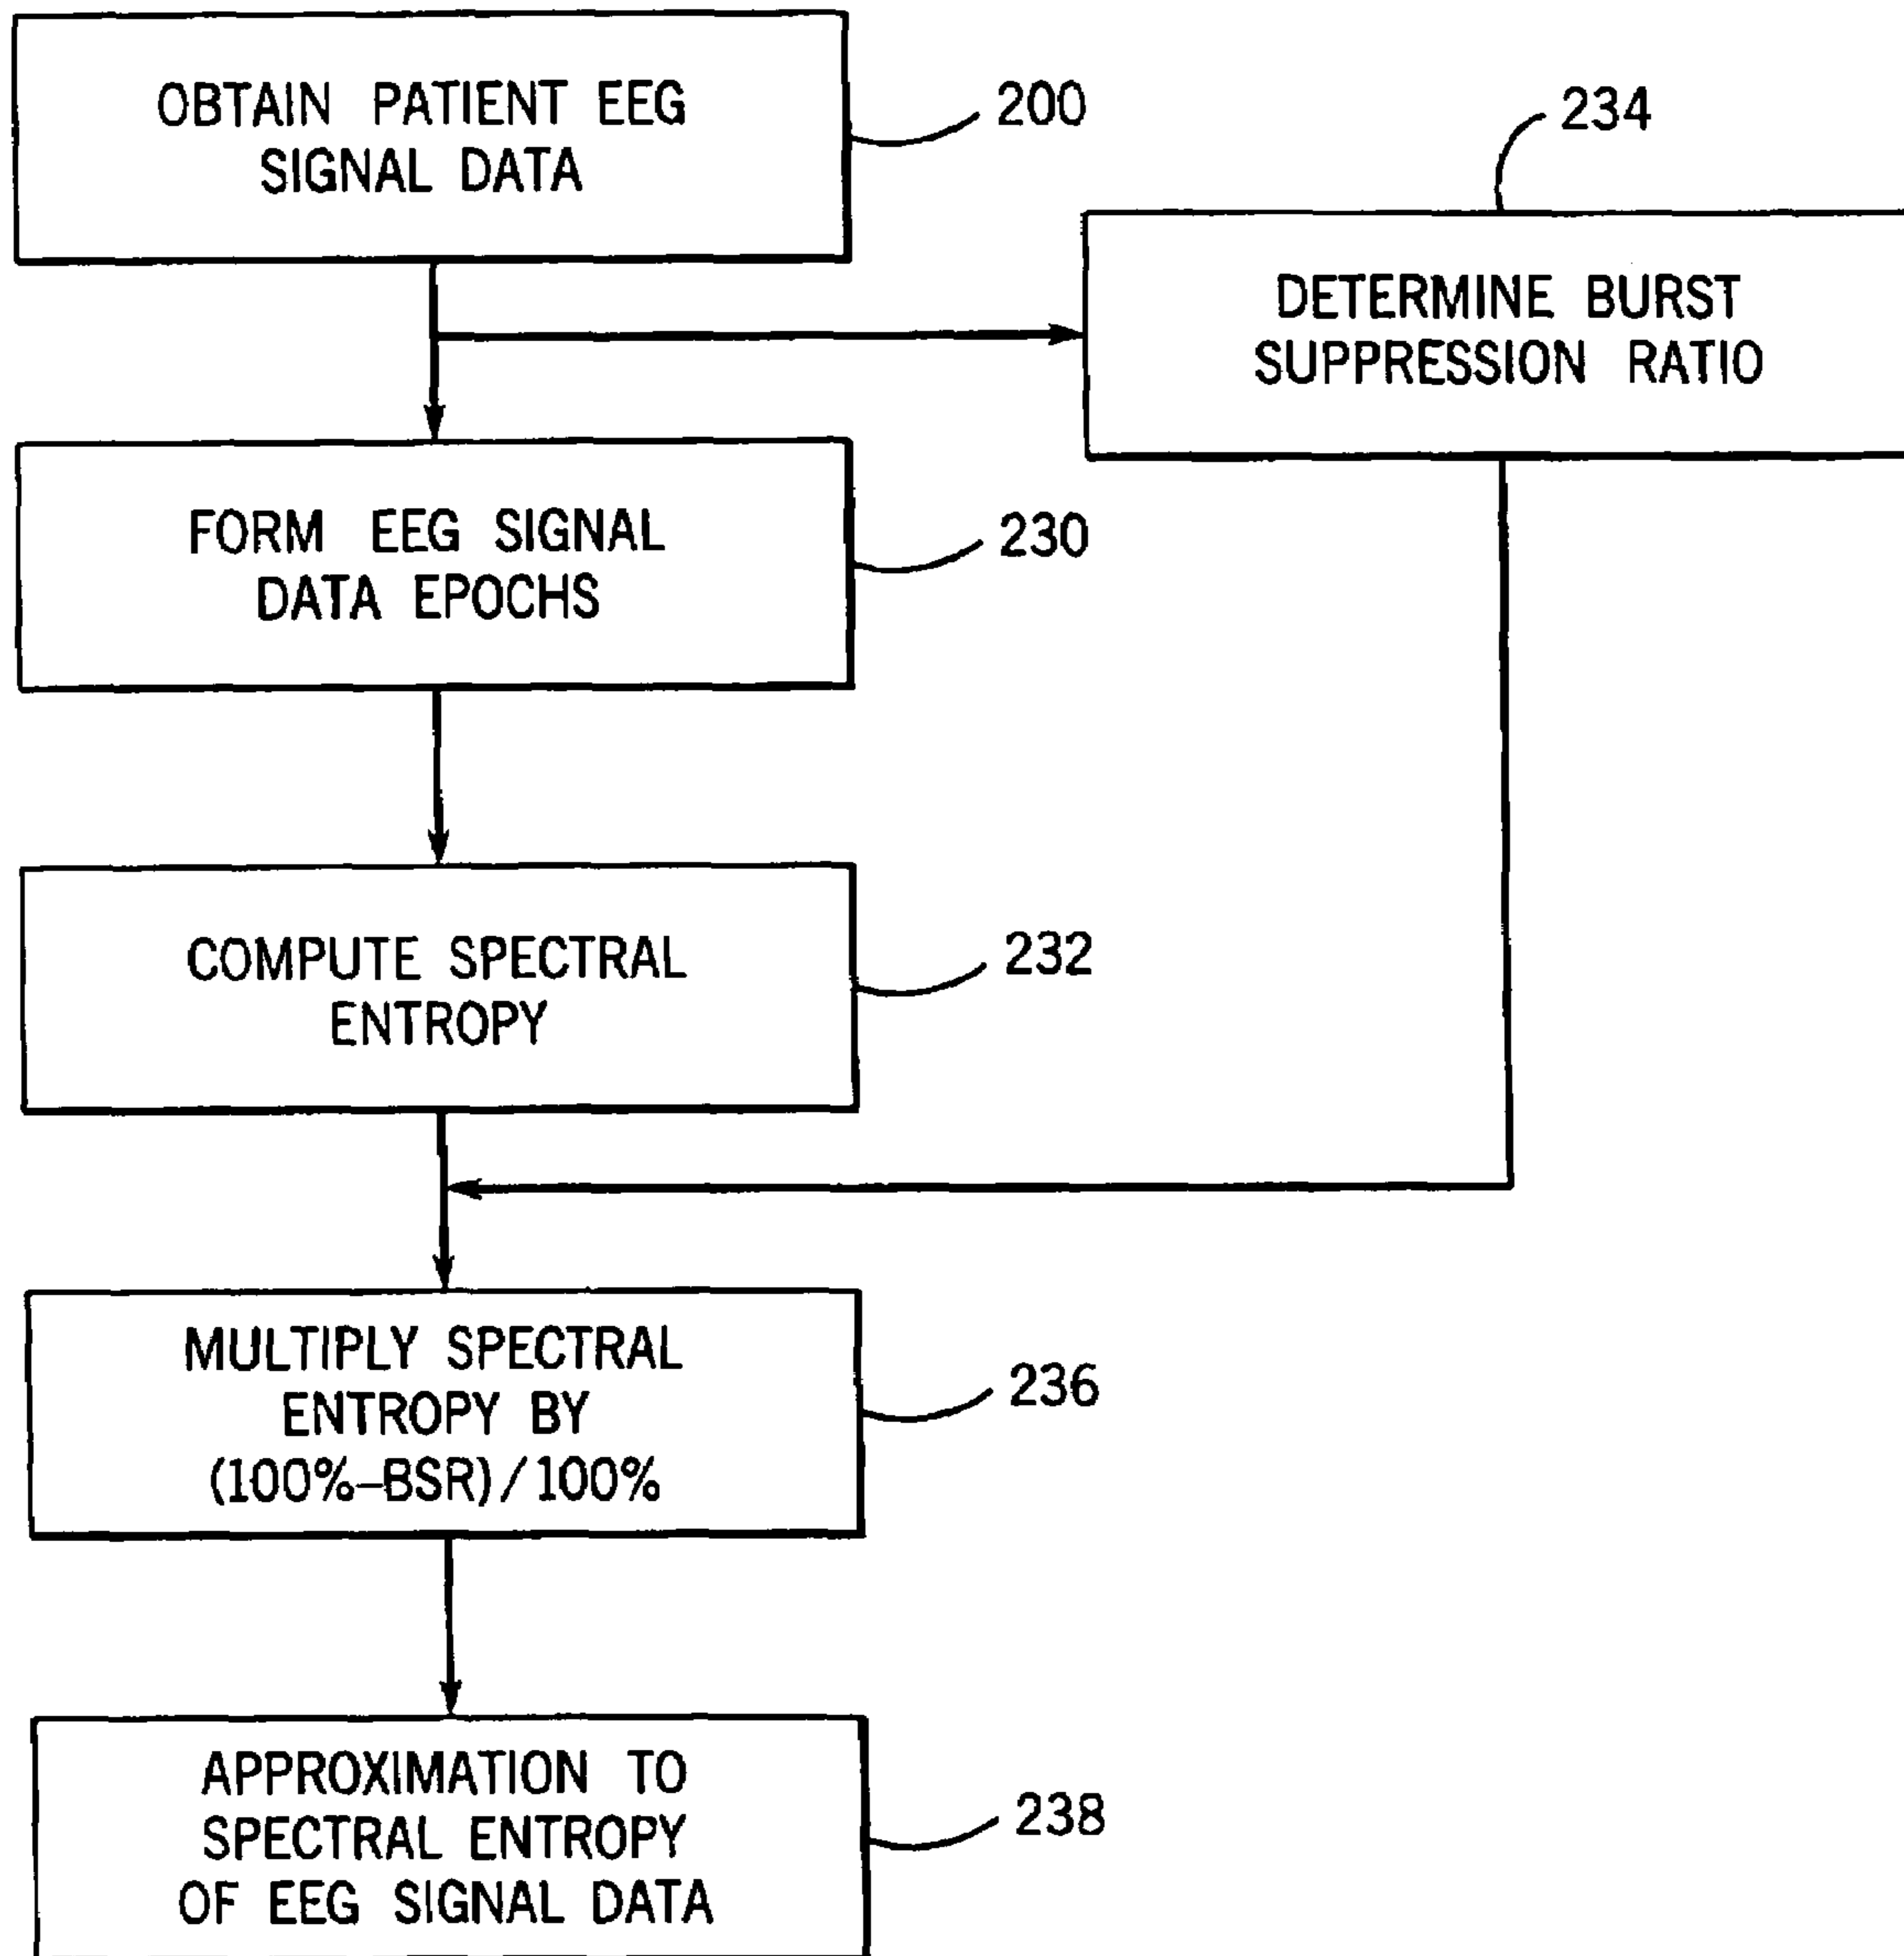 OBTAIN PATIENT EEG
SIGNAL DATA
200
234
DETERMINE BURST
SUPPRESSION RATIO
FORM EEG SIGNAL
DATA EPOCHS
230
COMPUTE SPECTRAL
ENTROPY
232
MULTIPLY SPECTRAL
ENTROPY BY
(100%-BSR)/100%
236
APPROXIMATION TO
SPECTRAL ENTROPY
OF EEG SIGNAL DATA
238